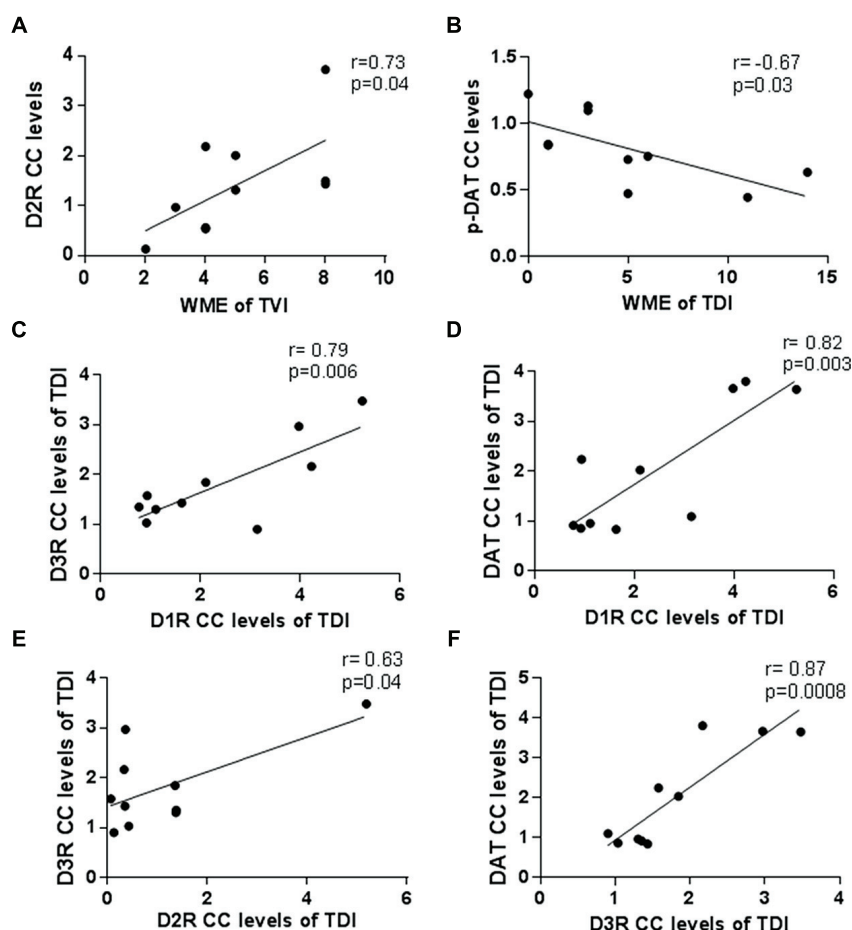 A
r=0.73
p=0.04
D2R CC levels
4
3
2
1
0
0 2 4 6 8 10
WME of TVI
B
r= -0.67
p=0.03
p-DAT CC levels
1.5
1.0
0.5
0.0
0 5 10 15
WME of TDI
C
r= 0.79
p=0.006
D3R CC levels of TDI
4
3
2
1
0
0 2 4 6
D1R CC levels of TDI
D
r= 0.82
p=0.003
DAT CC levels of TDI
4
3
2
1
0
0 2 4 6
D1R CC levels of TDI
E
r= 0.63
p=0.04
D3R CC levels of TDI
4
3
2
1
0
0 2 4 6
D2R CC levels of TDI
F
r= 0.87
p=0.0008
DAT CC levels of TDI
5
4
3
2
1
0
0 1 2 3 4
D3R CC levels of TDI